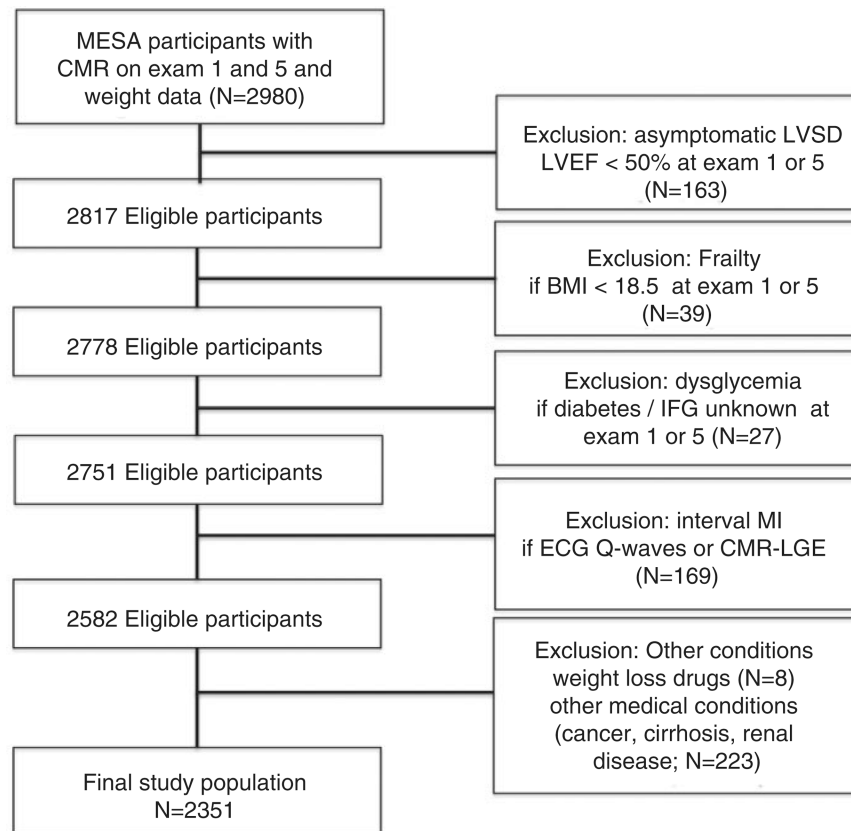 MESA participants with
CMR on exam 1 and 5 and
weight data (N=2980)
Exclusion: asymptomatic LVSD
LVEF < 50% at exam 1 or 5
(N=163)
2817 Eligible participants
Exclusion: Frailty
if BMI < 18.5 at exam 1 or 5
(N=39)
2778 Eligible participants
Exclusion: dysglycemia
if diabetes / IFG unknown at
exam 1 or 5 (N=27)
2751 Eligible participants
Exclusion: interval MI
if ECG Q-waves or CMR-LGE
(N=169)
2582 Eligible participants
Exclusion: Other conditions
weight loss drugs (N=8)
other medical conditions
(cancer, cirrhosis, renal
disease; N=223)
Final study population
N=2351